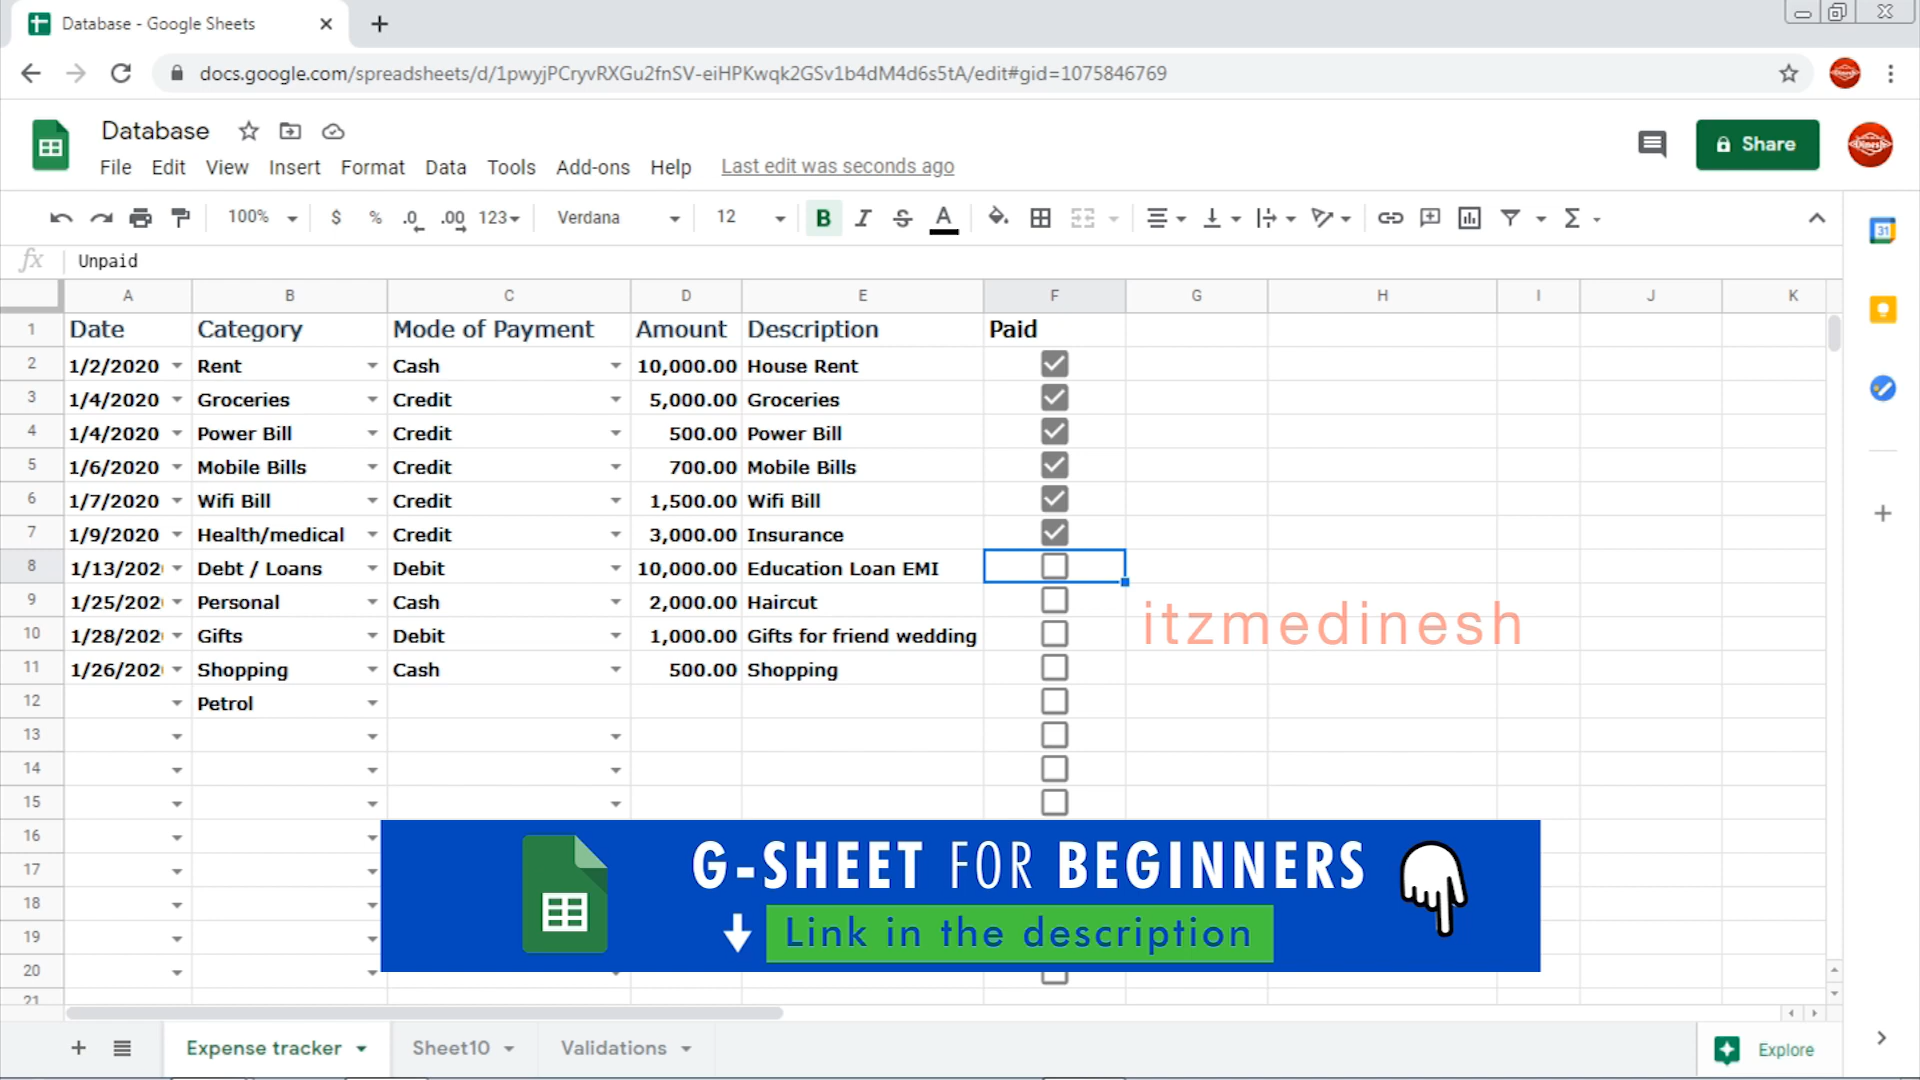 Database - Google Sheets
docs.google.com/spreadsheets/d/1pwyjPCryvRXGu2fnSV-eiHPKwqk2GSv1b4dM4d6s5tA/edit#gid=1075846769
Database
File Edit View Insert Format Data Tools Add-ons Help Last edit was seconds ago
Share
Dinesh
100% $ % .0 .00 123 Verdana 12 B I S A Σ
31
fx Unpaid
A B C D E F G H I J K
1 Date Category Mode of Payment Amount Description Paid
2 1/2/2020 Rent Cash 10,000.00 House Rent
3 1/4/2020 Groceries Credit 5,000.00 Groceries
4 1/4/2020 Power Bill Credit 500.00 Power Bill
5 1/6/2020 Mobile Bills Credit 700.00 Mobile Bills
6 1/7/2020 Wifi Bill Credit 1,500.00 Wifi Bill
7 1/9/2020 Health/medical Credit 3,000.00 Insurance
8 1/13/202 Debt / Loans Debit 10,000.00 Education Loan EMI
9 1/25/202 Personal Cash 2,000.00 Haircut
itzmedinesh
10 1/28/202 Gifts Debit 1,000.00 Gifts for friend wedding
11 1/26/202 Shopping Cash 500.00 Shopping
12 Petrol
13
14
15
16
17
18
19
20
21
G-SHEET FOR BEGINNERS
Link in the description
Expense tracker Sheet10 Validations Explore